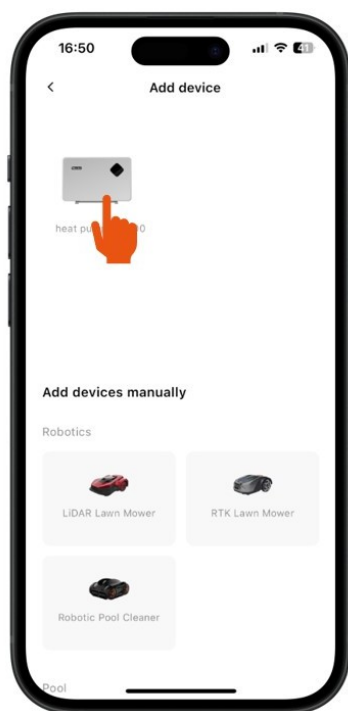 16:50
41
Add device
heat pu
Add devices manually
Robotics
LiDAR Lawn Mower
RTK Lawn Mower
Robotic Pool Cleaner
Pool